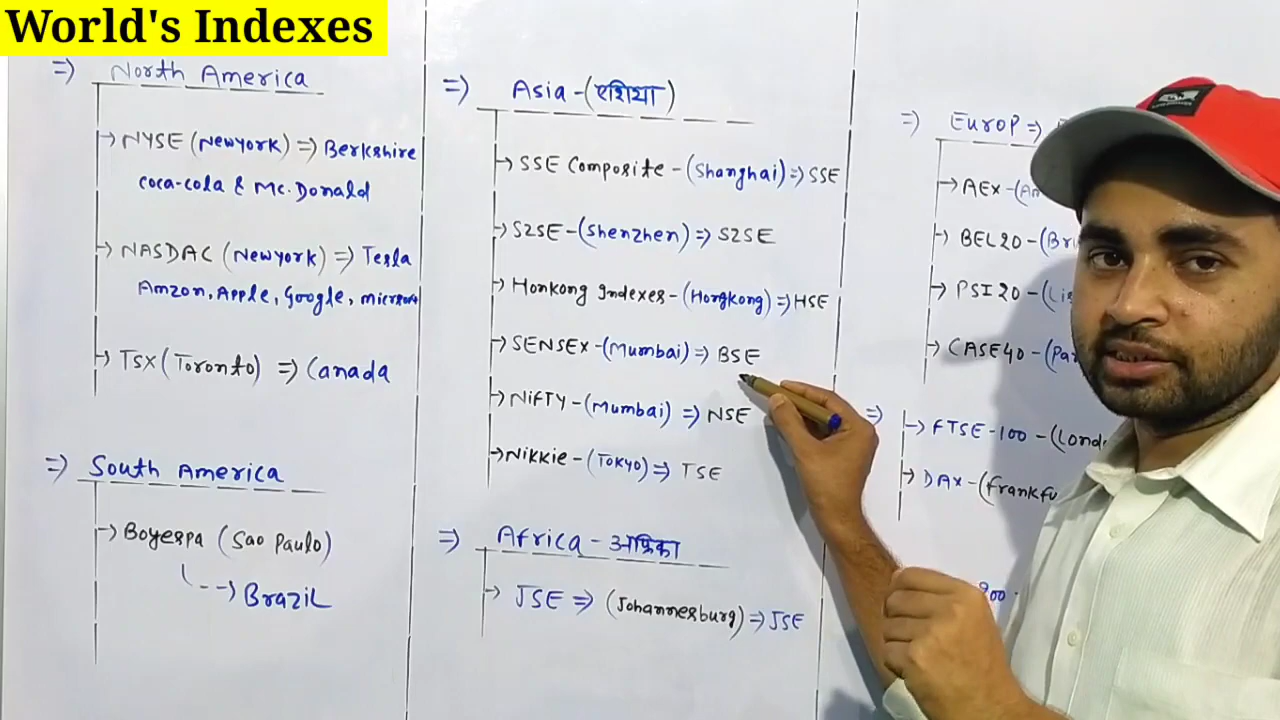 World's Indexes
=> North America
→ NYSE (Newyork) => Berkshire
Coca-cola & Mc. Donald
→ NASDAC (Newyork) => Tesla
Amzon, Apple, Google, microsoft
→ TSX (Toronto) => Canada
=> South America
→ Boyespa (Sao Paulo)
--→ Brazil
=> Asia - (एशिया)
→ SSE Composite - (Shanghai) => SSE
→ SZSE - (Shenzhen) => SZSE
→ Honkong Indexes - (Hongkong) => HSE
→ SENSEX - (Mumbai) => BSE
→ NiFTY - (Mumbai) => NSE
→ Nikkie - (Tokyo) => TSE
=> Africa - अफ्रिका
→ JSE => (Johannesburg) => JSE
=> Europ =>
→ AEX - (
→ BEL20 - (
→ PSI20 - (
→ CASE40 - (
=> → FTSE-100 - (
→ DAX - (